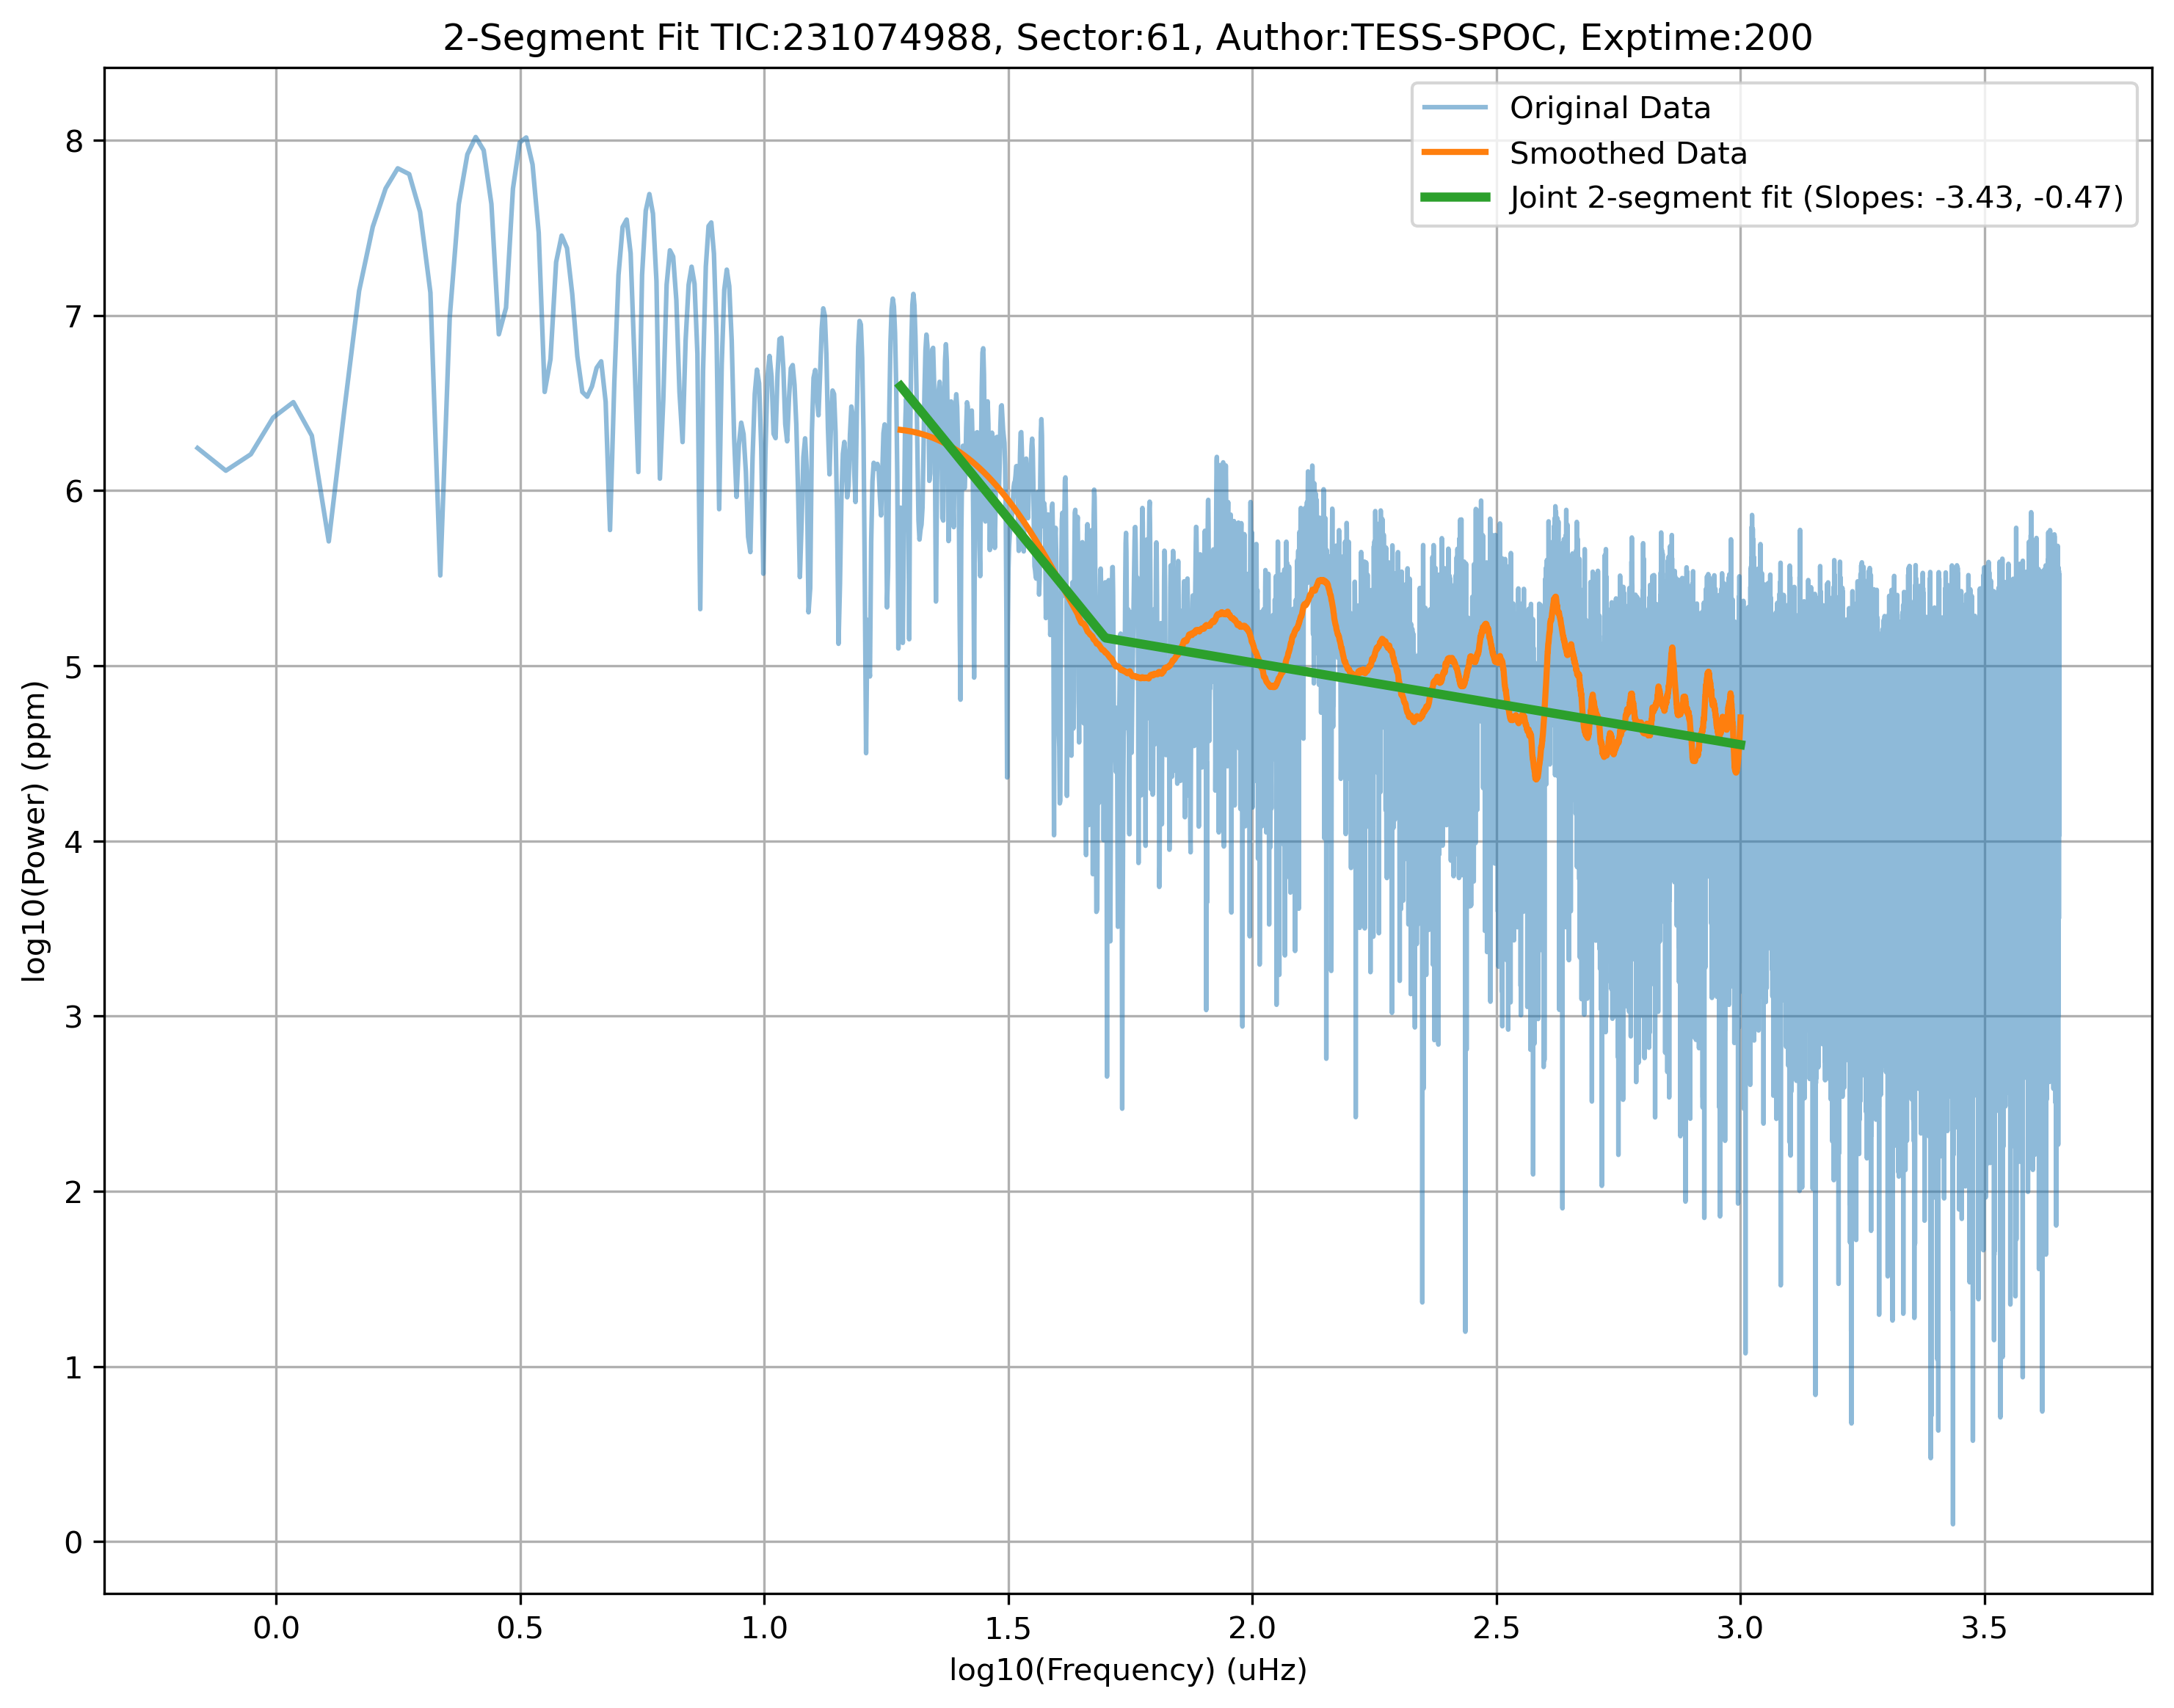 2-Segment Fit TIC:231074988, Sector:61, Author:TESS-SPOC, Exptime:200
Original Data
Smoothed Data
Joint 2-segment fit (Slopes: -3.43, -0.47)
log10(Power) (ppm)
8
7
6
5
4
3
2
1
0
0.0 0.5 1.0 1.5 2.0 2.5 3.0 3.5
log10(Frequency) (uHz)